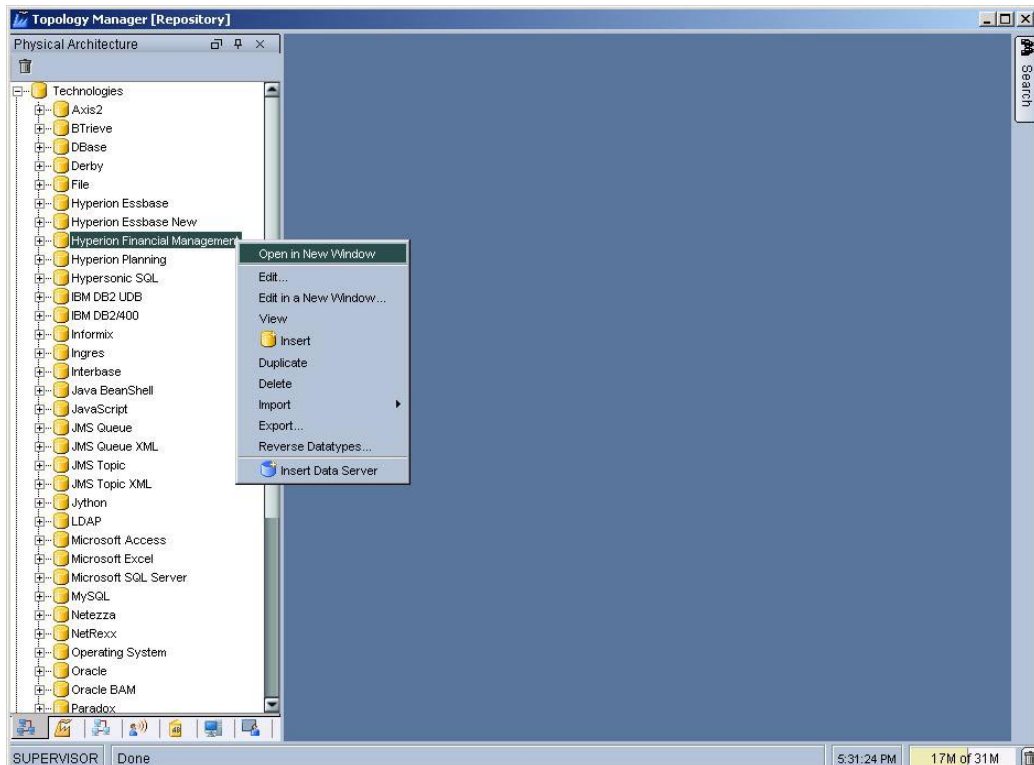 Topology Manager [Repository]
Physical Architecture
Search
Technologies
Axis2
BTrieve
DBase
Derby
File
Hyperion Essbase
Hyperion Essbase New
Hyperion Financial Management
Hyperion Planning
Hypersonic SQL
IBM DB2 UDB
IBM DB2/400
Informix
Ingres
Interbase
Java BeanShell
JavaScript
JMS Queue
JMS Queue XML
JMS Topic
JMS Topic XML
Jython
LDAP
Microsoft Access
Microsoft Excel
Microsoft SQL Server
MySQL
Netezza
NetRexx
Operating System
Oracle
Oracle BAM
Paradox
Open in New Window
Edit...
Edit in a New Window...
View
Insert
Duplicate
Delete
Import
Export...
Reverse Datatypes...
Insert Data Server
SUPERVISOR Done 5:31:24 PM 17M of 31M